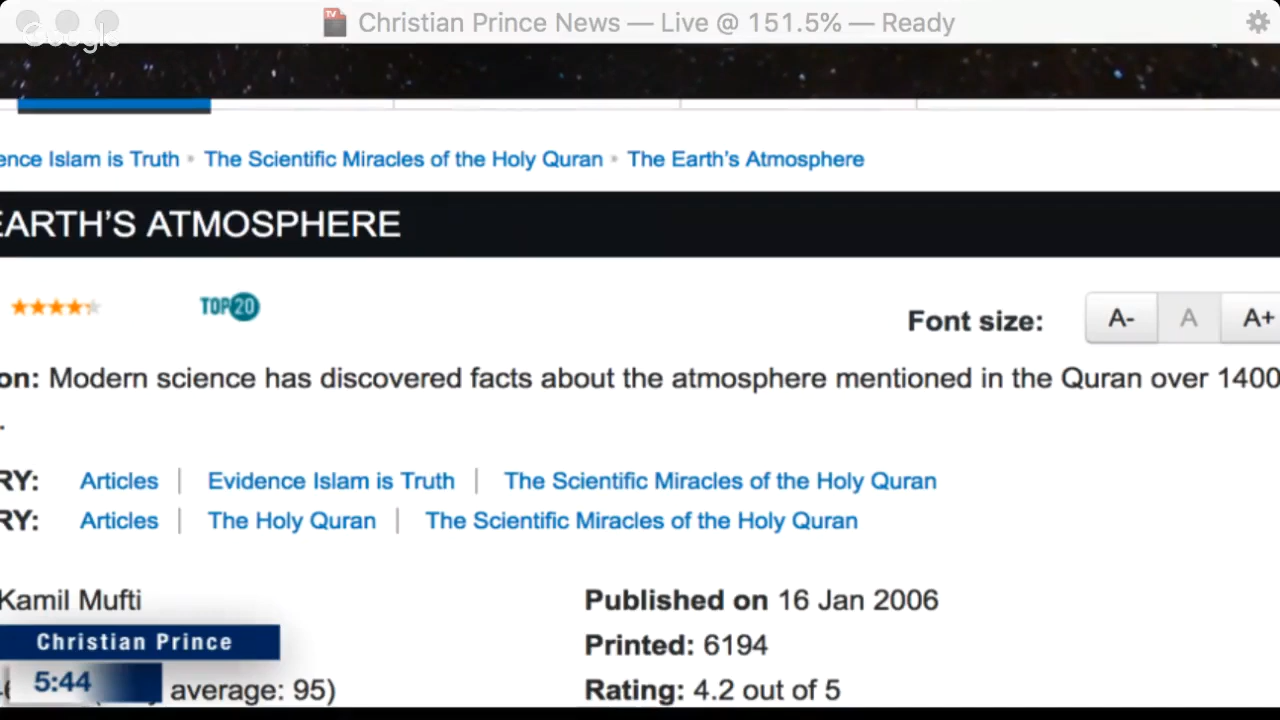 Christian Prince News — Live @ 151.5% — Ready
Google
ence Islam is Truth • The Scientific Miracles of the Holy Quran • The Earth's Atmosphere
EARTH'S ATMOSPHERE
TOP 20
Font size: A- A A+
on: Modern science has discovered facts about the atmosphere mentioned in the Quran over 1400
.
RY: Articles | Evidence Islam is Truth | The Scientific Miracles of the Holy Quran
RY: Articles | The Holy Quran | The Scientific Miracles of the Holy Quran
Kamil Mufti
Published on 16 Jan 2006
Christian Prince
Printed: 6194
5:44
average: 95)
Rating: 4.2 out of 5